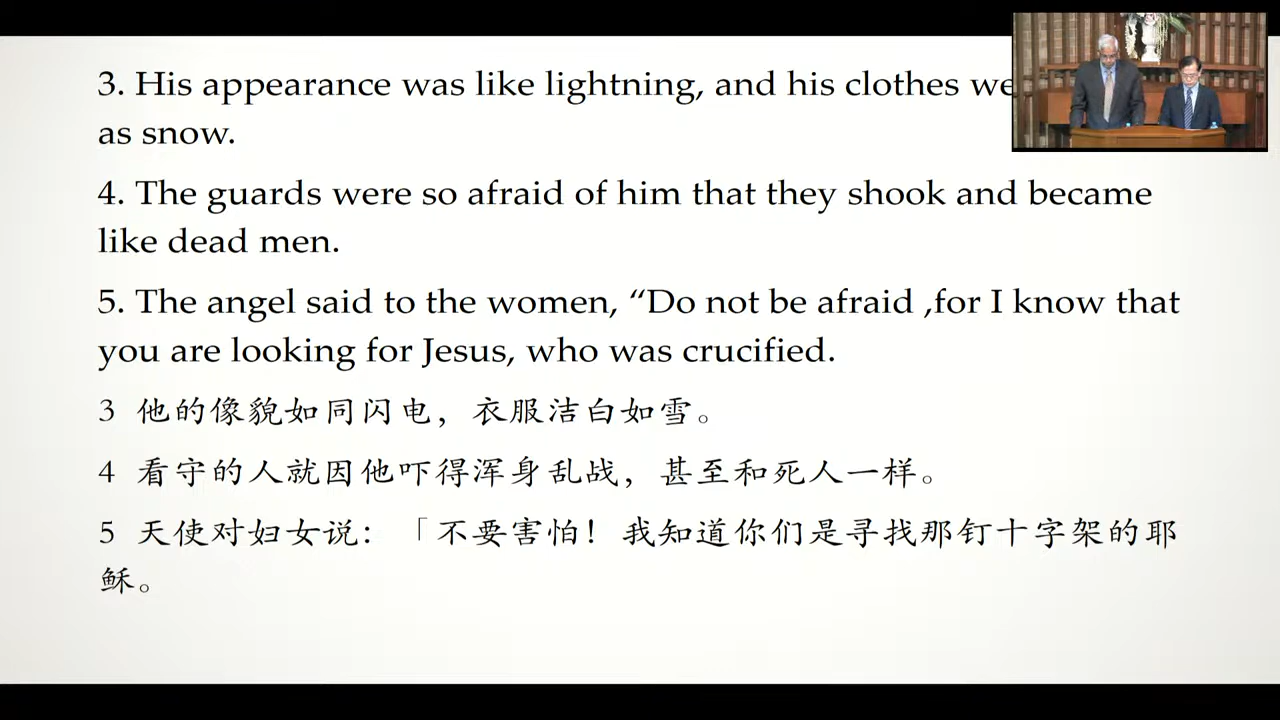 3. His appearance was like lightning, and his clothes
as snow.
4. The guards were so afraid of him that they shook and became
like dead men.
5. The angel said to the women, “Do not be afraid ,for I know that
you are looking for Jesus, who was crucified.
3 他的像貌如同闪电，衣服洁白如雪。
4 看守的人就因他吓得浑身乱战，甚至和死人一样。
5 天使对妇女说：「不要害怕！我知道你们是寻找那钉十字架的耶
稣。